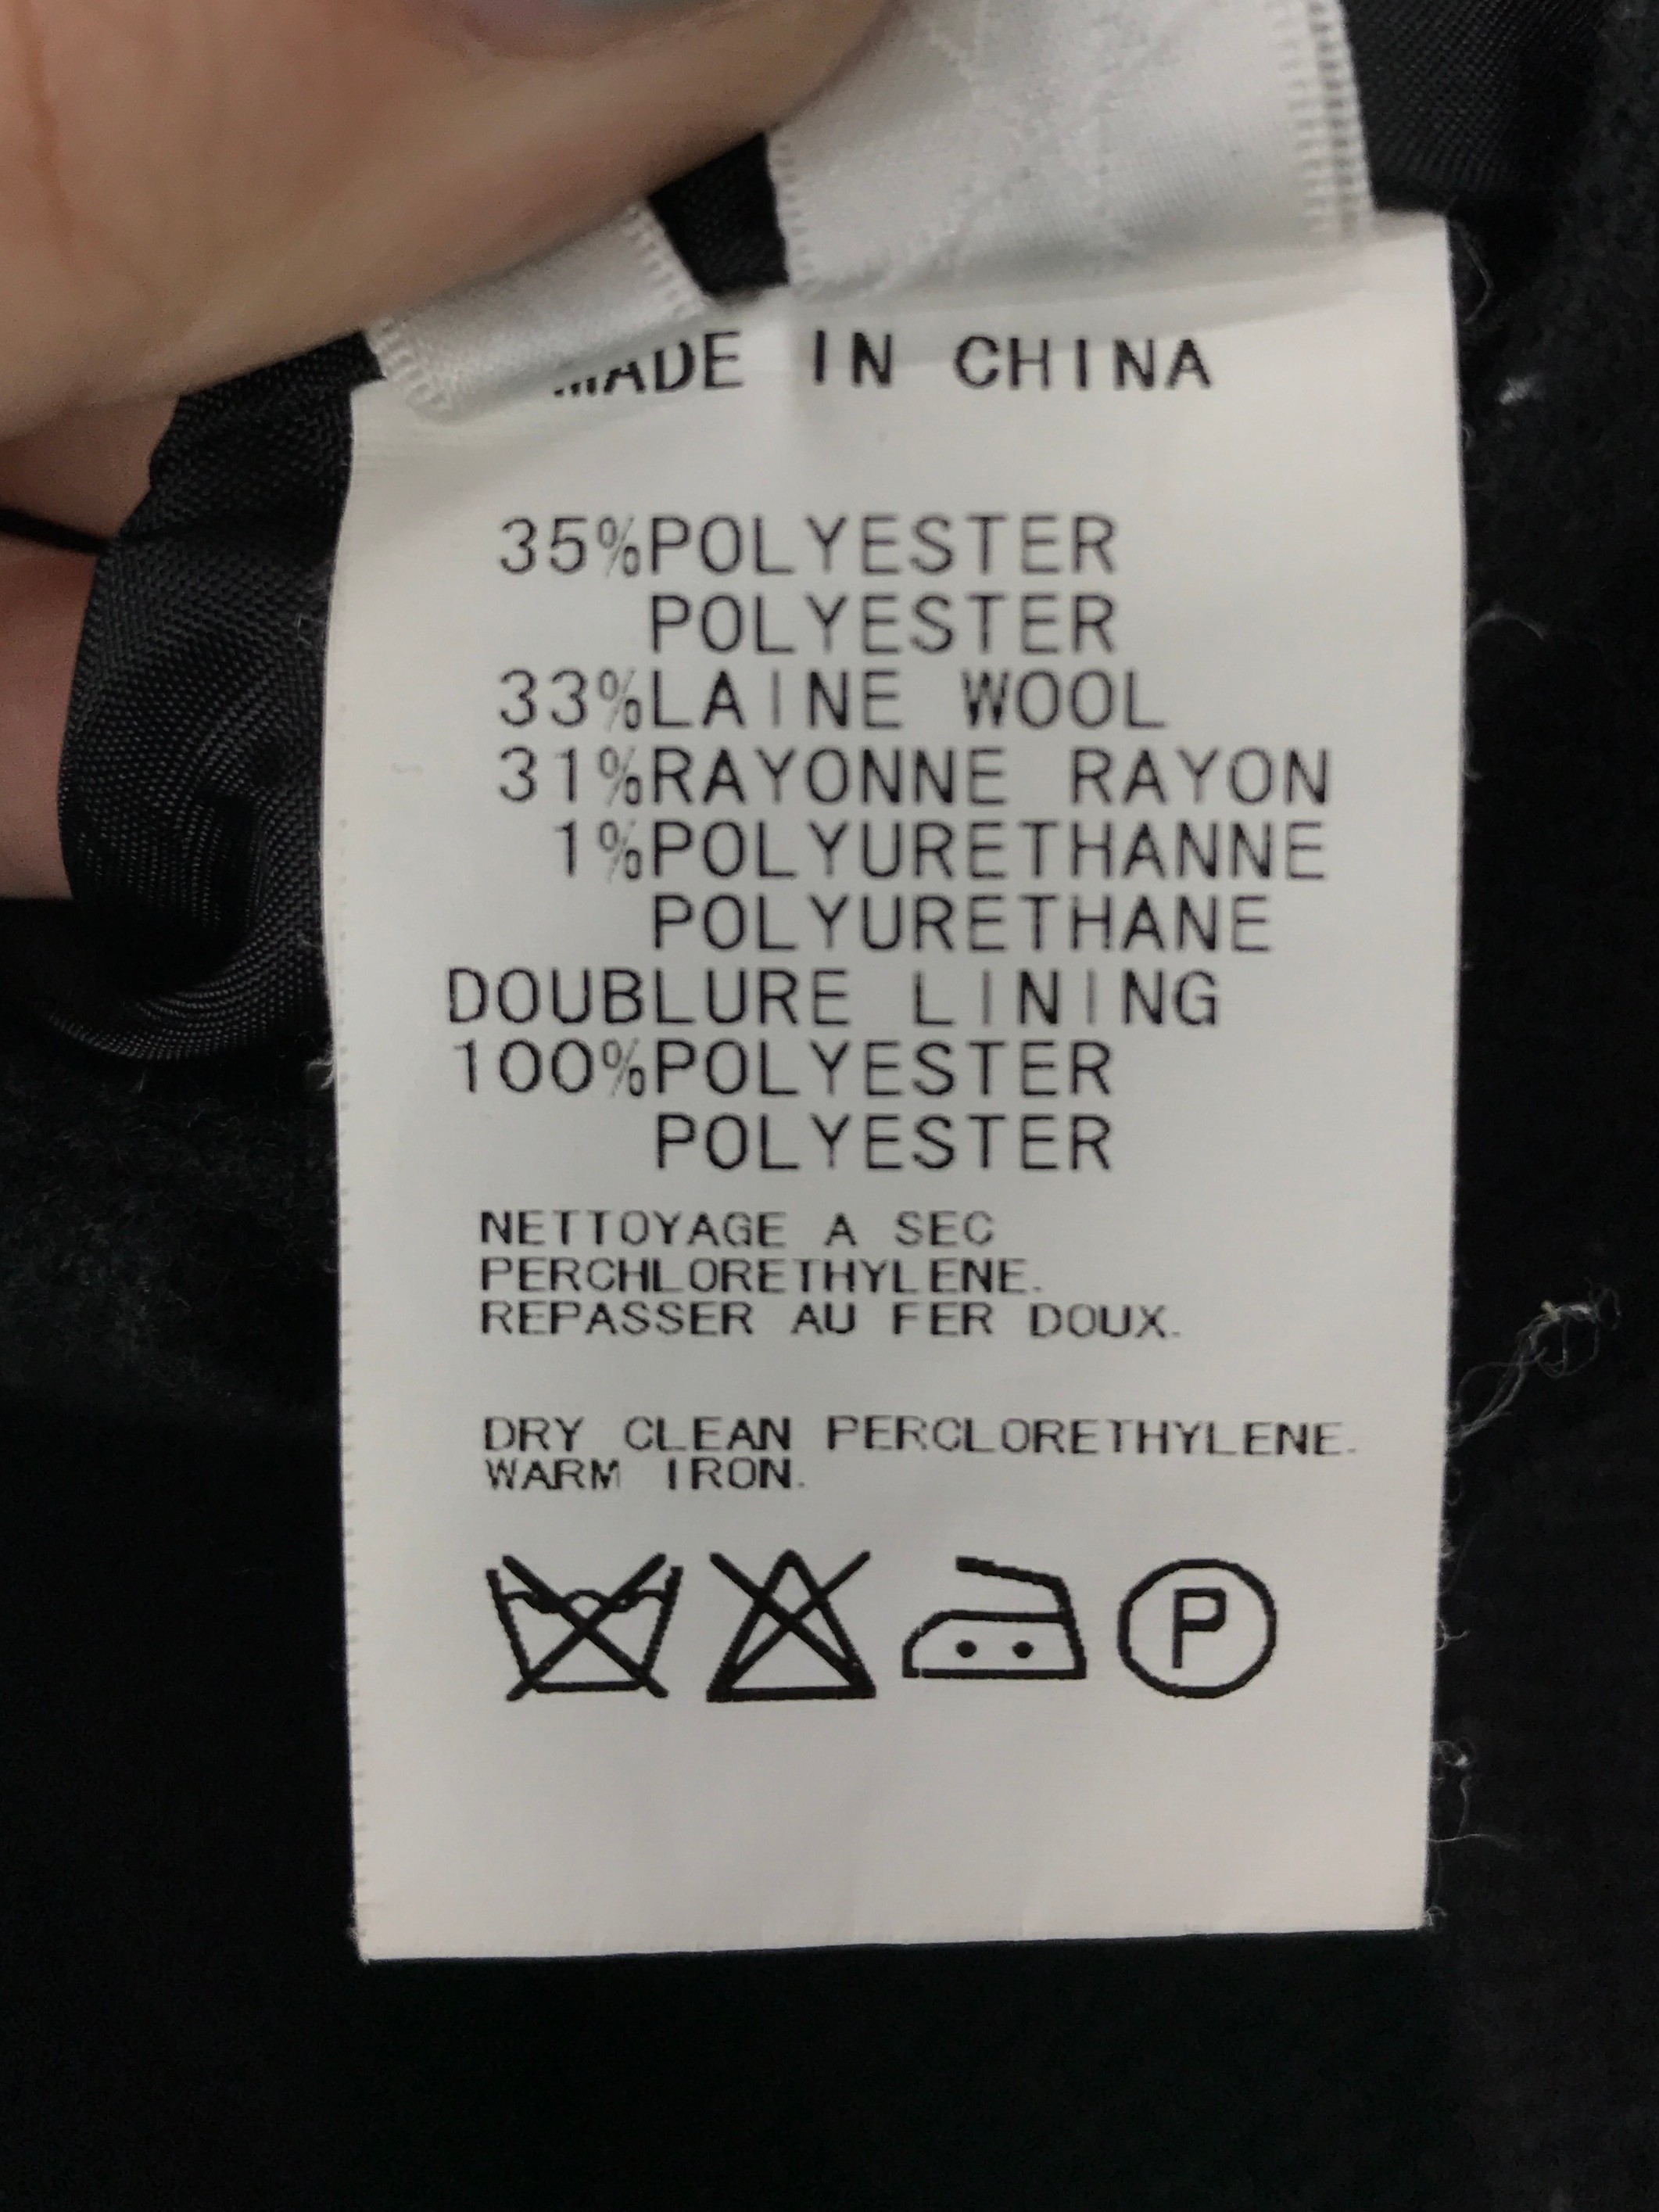 MADE IN CHINA
35%POLYESTER
POLYESTER
33%LAINE WOOL
31%RAYONNE RAYON
1%POLYURETHANNE
POLYURETHANE
DOUBLURE LINING
100%POLYESTER
POLYESTER
NETTOYAGE A SEC
PERCHLORETHYLENE.
REPASSER AU FER DOUX.
DRY CLEAN PERCLORETHYLENE.
WARM IRON.
P